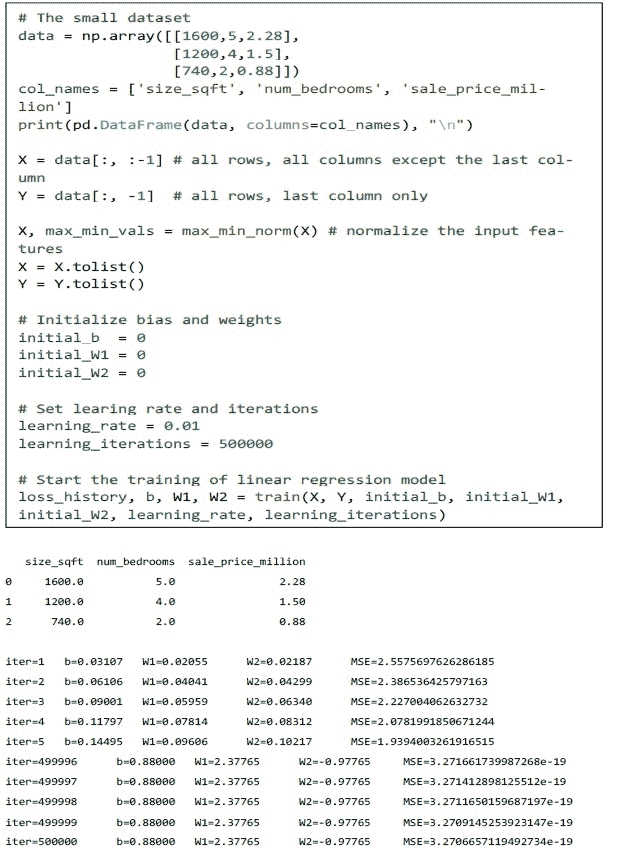 # The small dataset
data = np.array([[1600,5,2.28],
[1200,4,1.5],
[740,2,0.88]])
col_names = ['size_sqft', 'num_bedrooms', 'sale_price_mil-
lion']
print(pd.DataFrame(data, columns=col_names), "\n")
X = data[:, :-1] # all rows, all columns except the last col-
umn
Y = data[:, -1]  # all rows, last column only
X, max_min_vals = max_min_norm(X) # normalize the input fea-
tures
X = X.tolist()
Y = Y.tolist()
# Initialize bias and weights
initial_b  = 0
initial_W1 = 0
initial_W2 = 0
# Set learing rate and iterations
learning_rate = 0.01
learning_iterations = 500000
# Start the training of linear regression model
loss_history, b, W1, W2 = train(X, Y, initial_b, initial_W1,
initial_W2, learning_rate, learning_iterations)
size_sqft num_bedrooms sale_price_million
0 1600.0 5.0 2.28
1 1200.0 4.0 1.50
2 740.0 2.0 0.88
iter=1 b=0.03107 W1=0.02055 W2=0.02187 MSE=2.5575697626286185
iter=2 b=0.06106 W1=0.04041 W2=0.04299 MSE=2.386536425797163
iter=3 b=0.09001 W1=0.05959 W2=0.06340 MSE=2.227004062632732
iter=4 b=0.11797 W1=0.07814 W2=0.08312 MSE=2.0781991850671244
iter=5 b=0.14495 W1=0.09606 W2=0.10217 MSE=1.9394003261916515
iter=499996 b=0.88000 W1=2.37765 W2=-0.97765 MSE=3.271661739987268e-19
iter=499997 b=0.88000 W1=2.37765 W2=-0.97765 MSE=3.271412898125512e-19
iter=499998 b=0.88000 W1=2.37765 W2=-0.97765 MSE=3.2711650159687197e-19
iter=499999 b=0.88000 W1=2.37765 W2=-0.97765 MSE=3.2709145253923147e-19
iter=500000 b=0.88000 W1=2.37765 W2=-0.97765 MSE=3.2706657119492734e-19